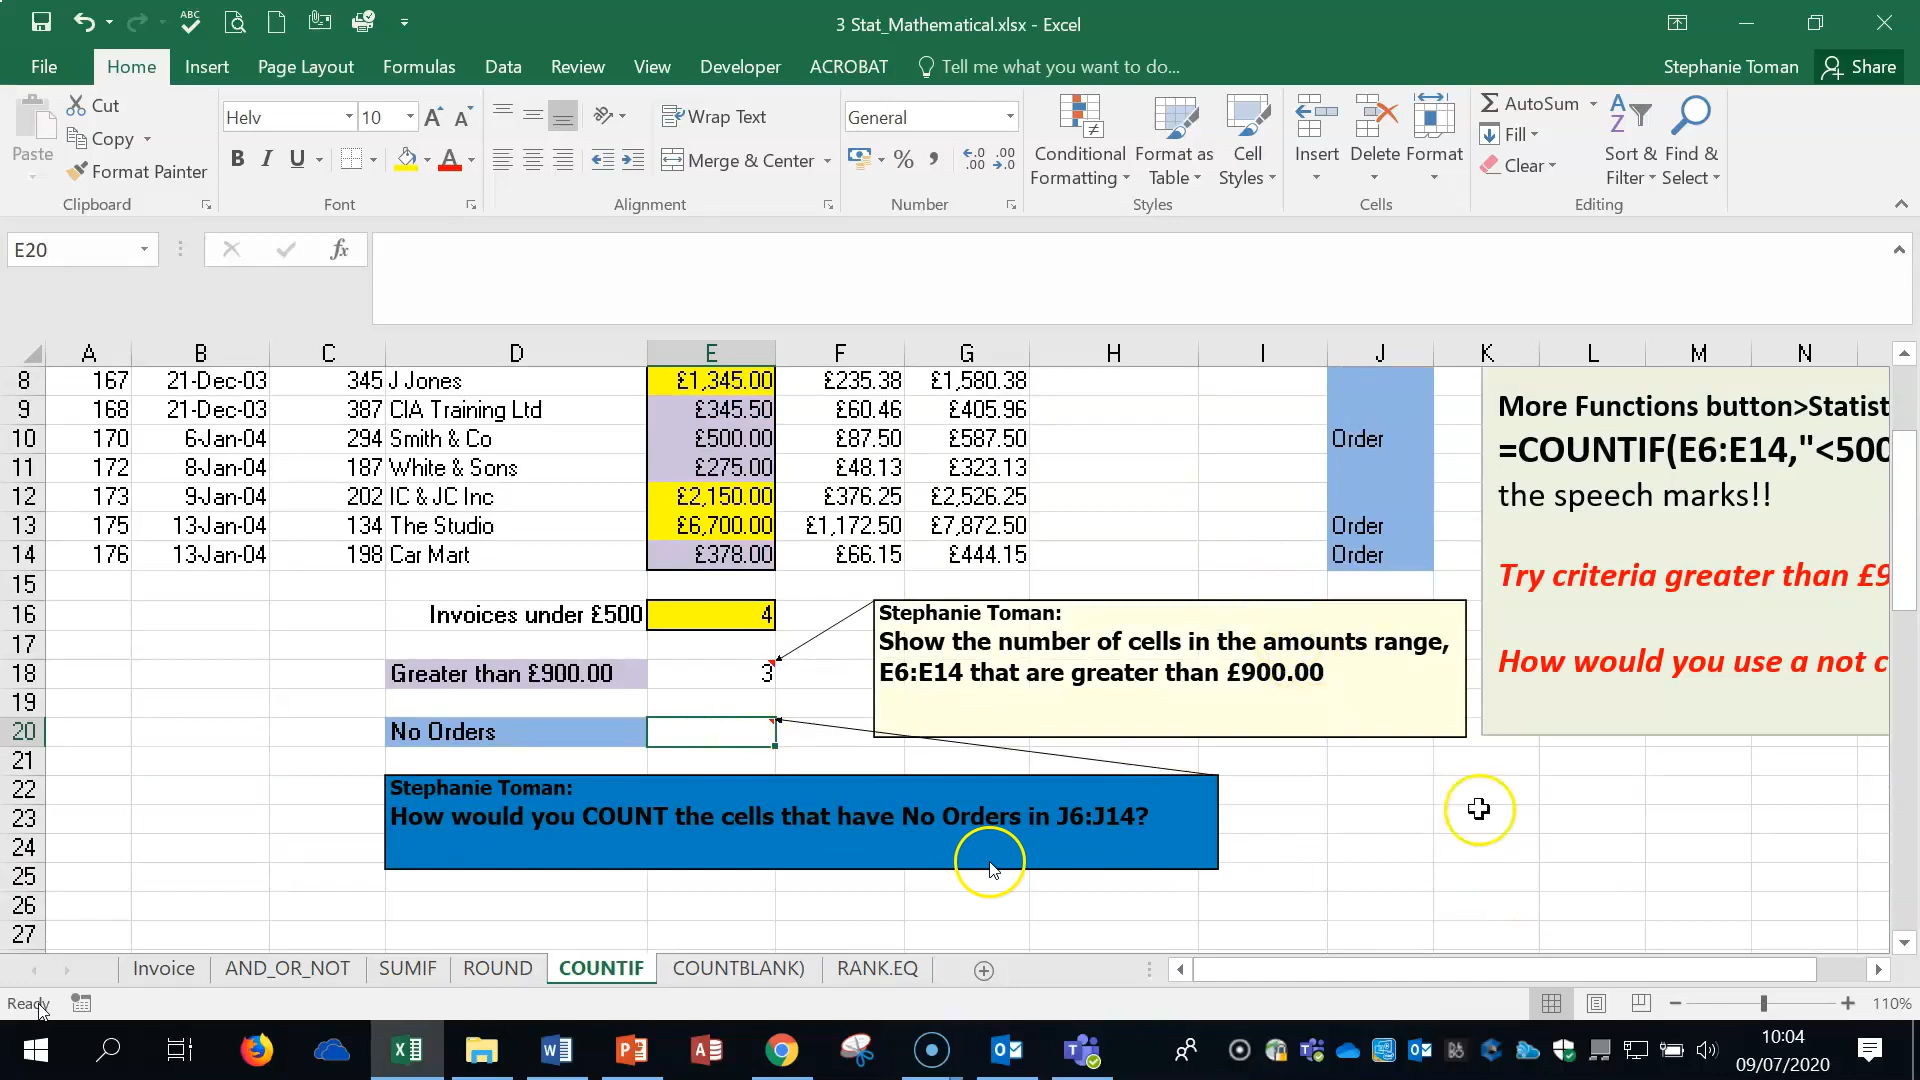 3 Stat_Mathematical.xlsx - Excel
File Home Insert Page Layout Formulas Data Review View Developer ACROBAT Tell me what you want to do... Stephanie Toman Share
Paste
Cut
Copy
Format Painter
Clipboard
Helv 10
Font
Wrap Text
Merge & Center
Alignment
General
Number
Conditional Formatting
Format as Table
Cell Styles
Styles
Insert Delete Format
Cells
AutoSum
Fill
Clear
Sort & Filter
Find & Select
Editing
E20 fx
A B C D E F G H I J K L M N
8 167 21-Dec-03 345 J Jones £1,345.00 £235.38 £1,580.38
9 168 21-Dec-03 387 CIA Training Ltd £345.50 £60.46 £405.96
10 170 6-Jan-04 294 Smith & Co £500.00 £87.50 £587.50 Order
11 172 8-Jan-04 187 White & Sons £275.00 £48.13 £323.13
12 173 9-Jan-04 202 IC & JC Inc £2,150.00 £376.25 £2,526.25
13 175 13-Jan-04 134 The Studio £6,700.00 £1,172.50 £7,872.50 Order
14 176 13-Jan-04 198 Car Mart £378.00 £66.15 £444.15 Order
15
16 Invoices under £500 4
17
18 Greater than £900.00 3
19
20 No Orders
21
22
23
24
25
26
27
More Functions button>Statist
=COUNTIF(E6:E14,"<500
the speech marks!!
Try criteria greater than £9
How would you use a not c
Stephanie Toman:
Show the number of cells in the amounts range,
E6:E14 that are greater than £900.00
Stephanie Toman:
How would you COUNT the cells that have No Orders in J6:J14?
Invoice AND_OR_NOT SUMIF ROUND COUNTIF COUNTBLANK) RANK.EQ
Ready 110%
10:04
09/07/2020